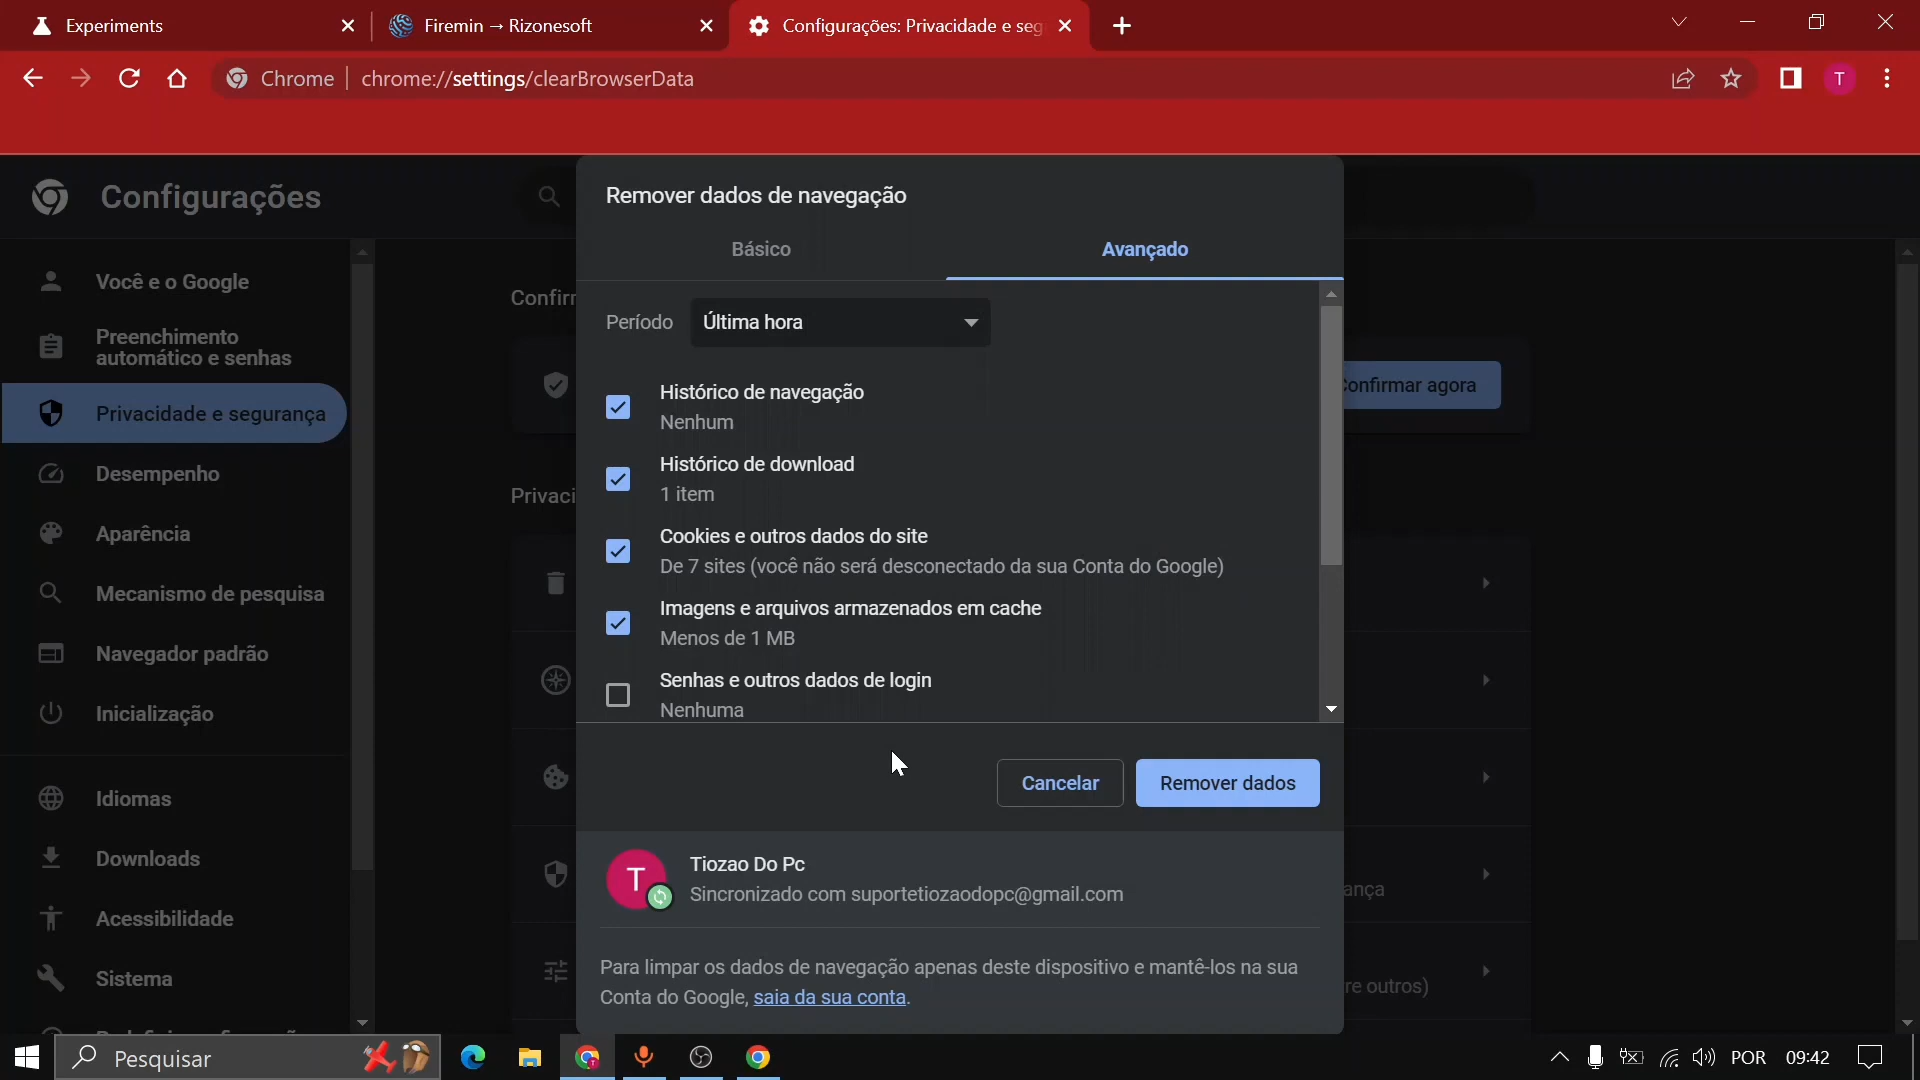 Experiments
Firemin → Rizonesoft
Configurações: Privacidade e seg
Chrome
chrome://settings/clearBrowserData
T
Configurações
Você e o Google
Preenchimento
automático e senhas
Privacidade e segurança
Desempenho
Aparência
Mecanismo de pesquisa
Navegador padrão
Inicialização
Idiomas
Downloads
Acessibilidade
Sistema
Confirm
Privaci
Confirmar agora
ança
re outros)
Remover dados de navegação
Básico
Avançado
Período
Última hora
Histórico de navegação
Nenhum
Histórico de download
1 item
Cookies e outros dados do site
De 7 sites (você não será desconectado da sua Conta do Google)
Imagens e arquivos armazenados em cache
Menos de 1 MB
Senhas e outros dados de login
Nenhuma
Cancelar
Remover dados
T
Tiozao Do Pc
Sincronizado com suportetiozaodopc@gmail.com
Para limpar os dados de navegação apenas deste dispositivo e mantê-los na sua
Conta do Google, saia da sua conta.
Pesquisar
POR
09:42